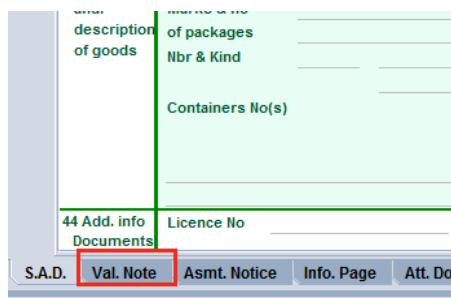 description
of packages
of goods
Nbr & Kind
Containers No(s)
44 Add. info
Licence No
Documents
S.A.D.
Val. Note
Asmt. Notice
Info. Page
Att. Do